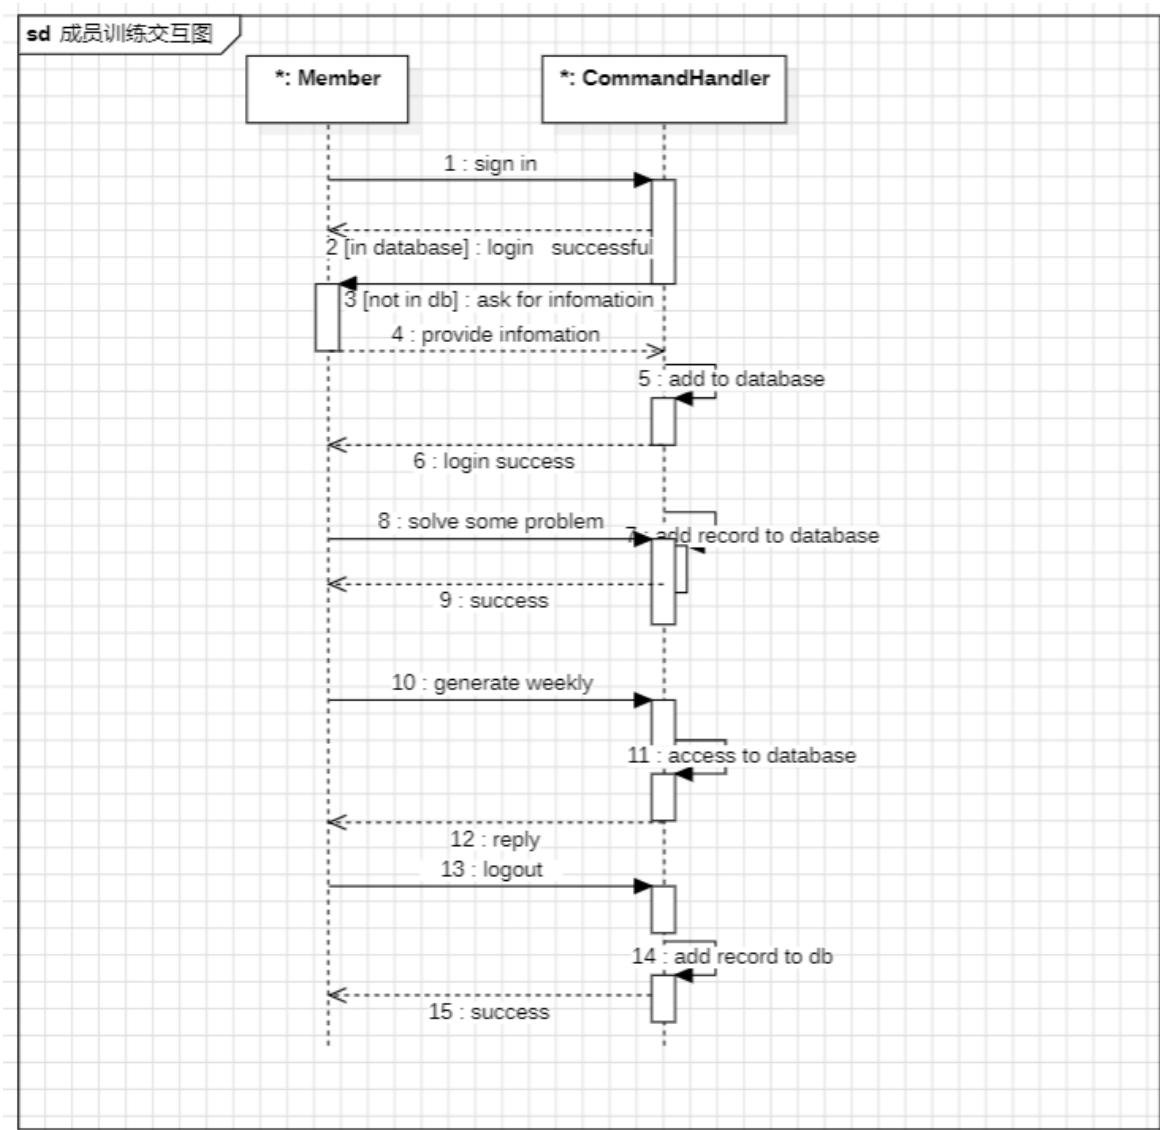 sd 成员训练交互图
*: Member
*: CommandHandler
1 : sign in
2 [in database] : login successful
3 [not in db] : ask for infomatioin
4 : provide infomation
5 : add to database
6 : login success
8 : solve some problem
7 : add record to database
9 : success
10 : generate weekly
11 : access to database
12 : reply
13 : logout
14 : add record to db
15 : success